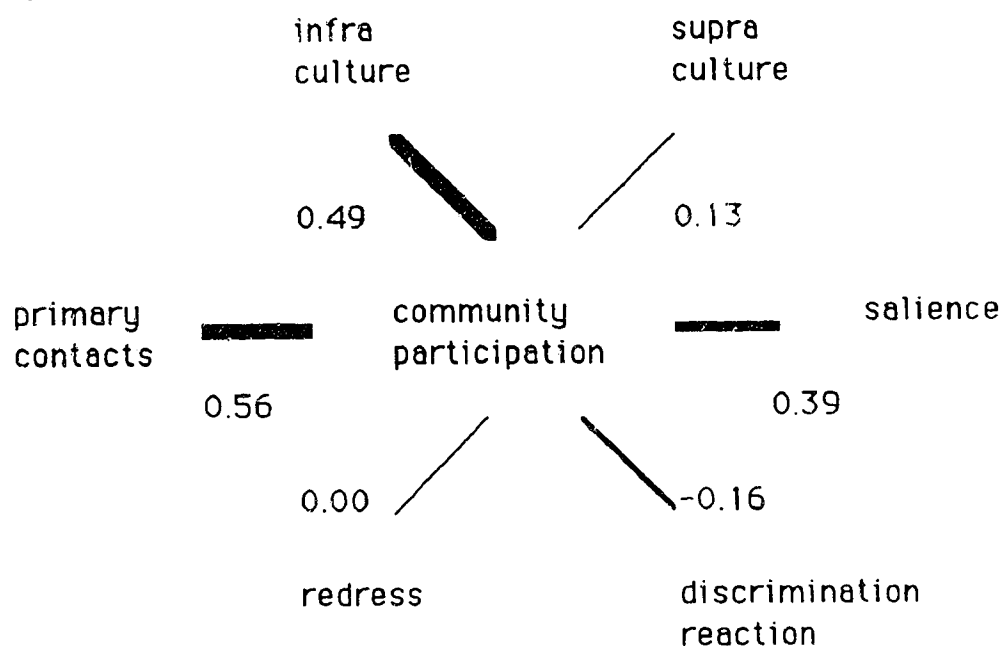 infra
culture
supra
culture
0.49
0.13
primary
contacts
community
participation
salience
0.56
0.39
0.00
-0.16
redress
discrimination
reaction